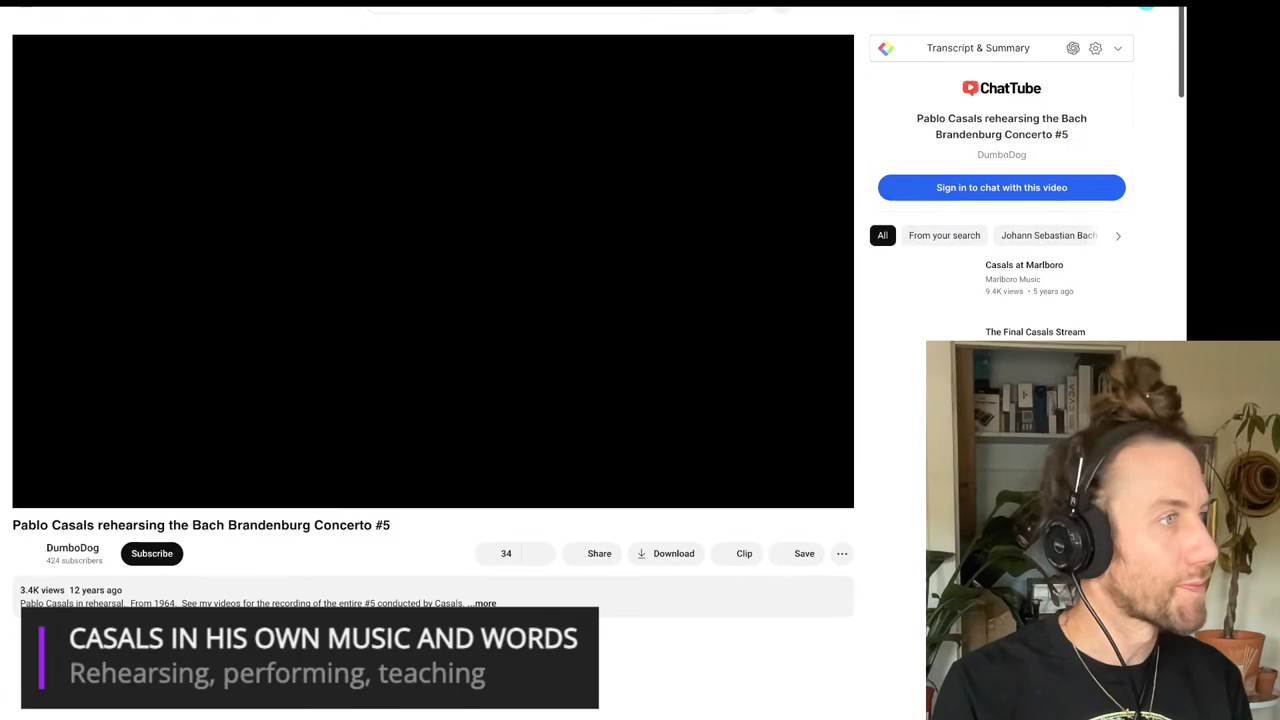 Pablo Casals rehearsing the Bach Brandenburg Concerto #5
DumboDog
424 subscribers
Subscribe
34
Share
Download
Clip
Save
3.4K views 12 years ago
Pablo Casals in rehearsal. From 1964. See my videos for the recording of the entire #5 conducted by Casals. ...more
CASALS IN HIS OWN MUSIC AND WORDS
Rehearsing, performing, teaching
Transcript & Summary
ChatTube
Pablo Casals rehearsing the Bach
Brandenburg Concerto #5
DumboDog
Sign in to chat with this video
All
From your search
Johann Sebastian Bach
Casals at Marlboro
Marlboro Music
9.4K views • 5 years ago
The Final Casals Stream
EVGA